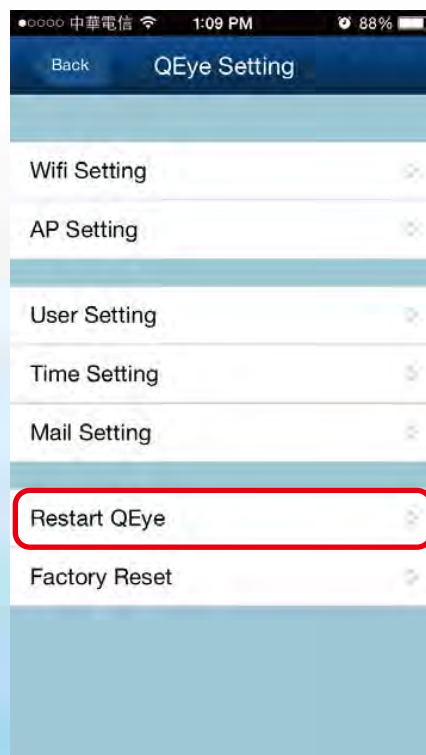 中華電信 1:09 PM 88%
Back QEye Setting
Wifi Setting
AP Setting
User Setting
Time Setting
Mail Setting
Restart QEye
Factory Reset